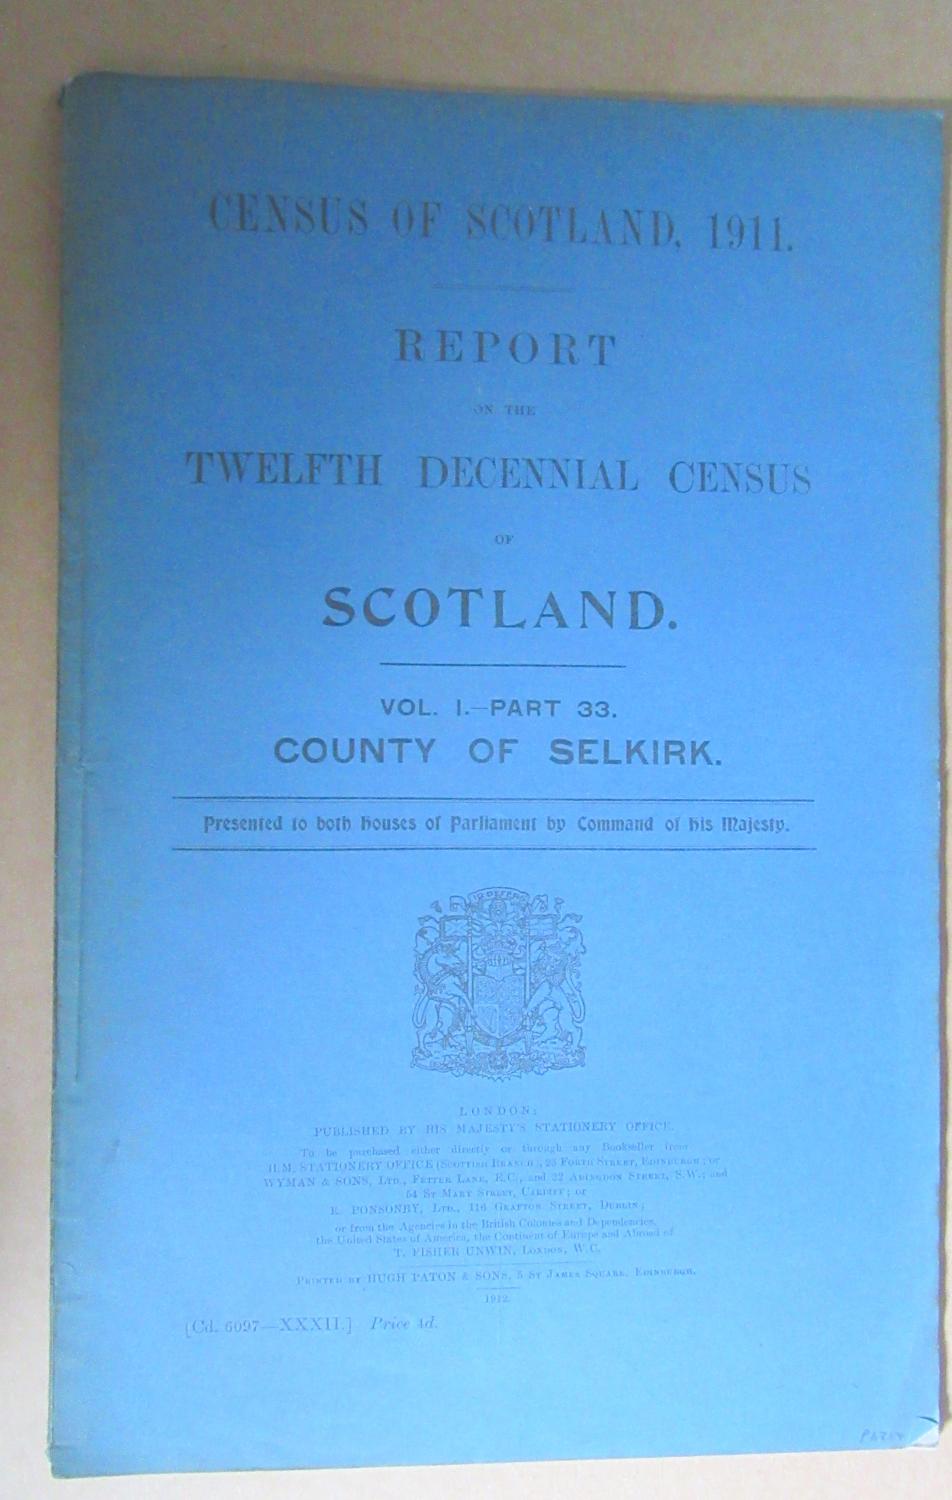 CENSUS OF SCOTLAND, 1911.
REPORT
ON THE
TWELFTH DECENNIAL CENSUS
OF
SCOTLAND.
VOL. I.—PART 33.
COUNTY OF SELKIRK.
Presented to both Houses of Parliament by Command of His Majesty.
LONDON:
PUBLISHED BY HIS MAJESTY'S STATIONERY OFFICE.
To be purchased either directly or through any Bookseller from
H.M. STATIONERY OFFICE (SCOTTISH BRANCH), 23 FORTH STREET, EDINBURGH; or
WYMAN & SONS, LTD., FETTER LANE, E.C., and 32 ABINGDON STREET, S.W.; and
54 ST MARY STREET, CARDIFF; or
E. PONSONBY, LTD., 116 GRAFTON STREET, DUBLIN;
or from the Agencies in the British Colonies and Dependencies,
the United States of America, the Continent of Europe and Abroad of
T. FISHER UNWIN, LONDON, W.C.
PRINTED BY HUGH PATON & SONS, 5 ST JAMES SQUARE, EDINBURGH.
1912.
[Cd. 6097—XXXII.] Price 4d.